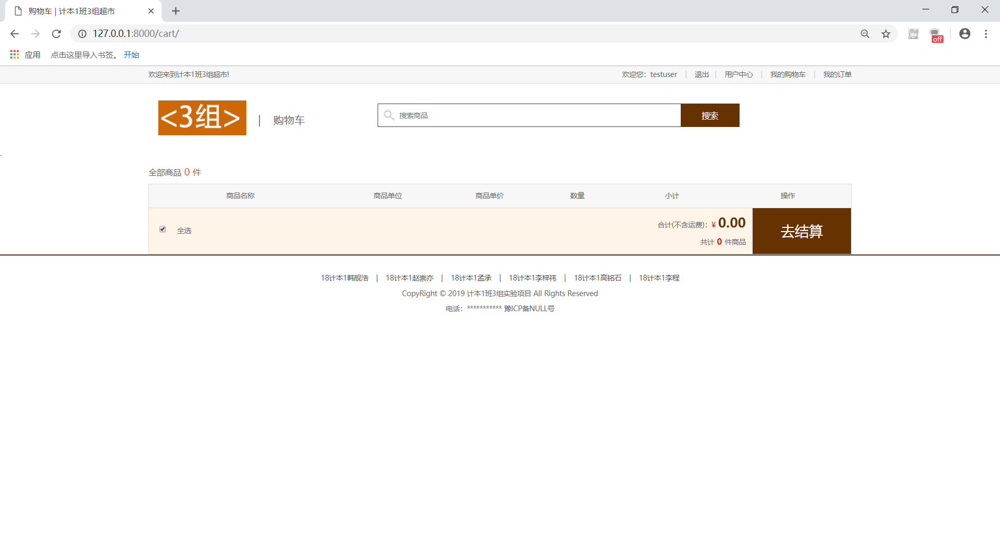 购物车 | 计本1班3组超市
127.0.0.1:8000/cart/
off
应用 点击这里导入书签。 开始
欢迎来到计本1班3组超市!
欢迎您：testuser | 退出 | 用户中心 | 我的购物车 | 我的订单
<3组> | 购物车
搜索商品 搜索
.
全部商品 0 件
商品名称 商品单位 商品单价 数量 小计 操作
全选
合计(不含运费)：¥ 0.00
共计 0 件商品
去结算
18计本1韩舰浩 | 18计本1赵崇亦 | 18计本1孟承 | 18计本1李梓祎 | 18计本1高铭石 | 18计本1李程
CopyRight © 2019 计本1班3组实验项目 All Rights Reserved
电话：*********** 豫ICP备NULL号